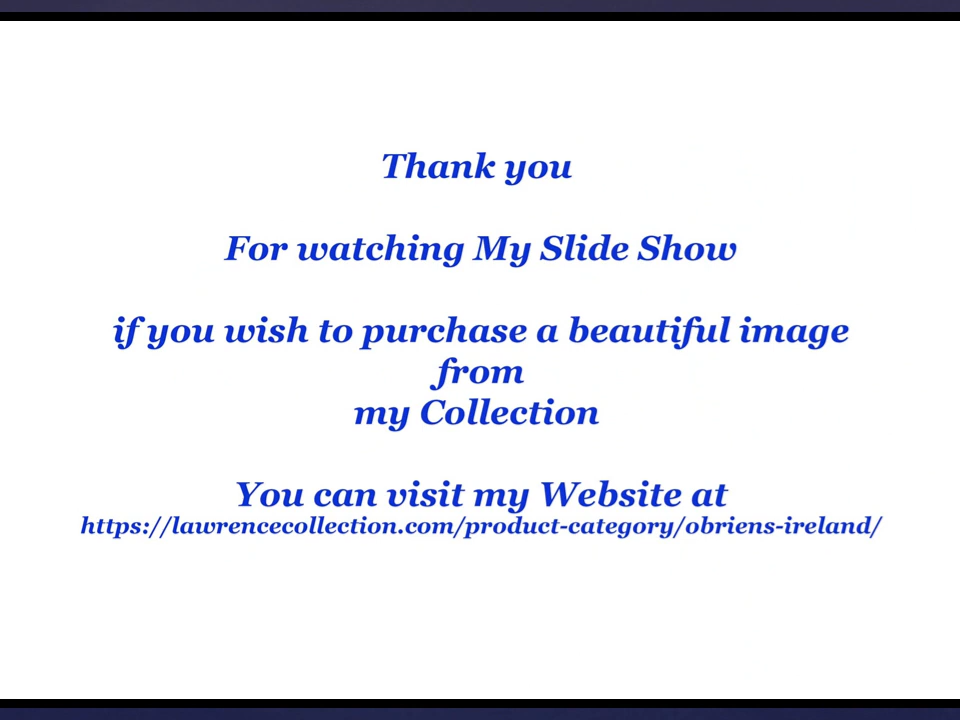 Thank you
For watching My Slide Show
if you wish to purchase a beautiful image
from
my Collection
You can visit my Website at
https://lawrencecollection.com/product-category/obriens-ireland/